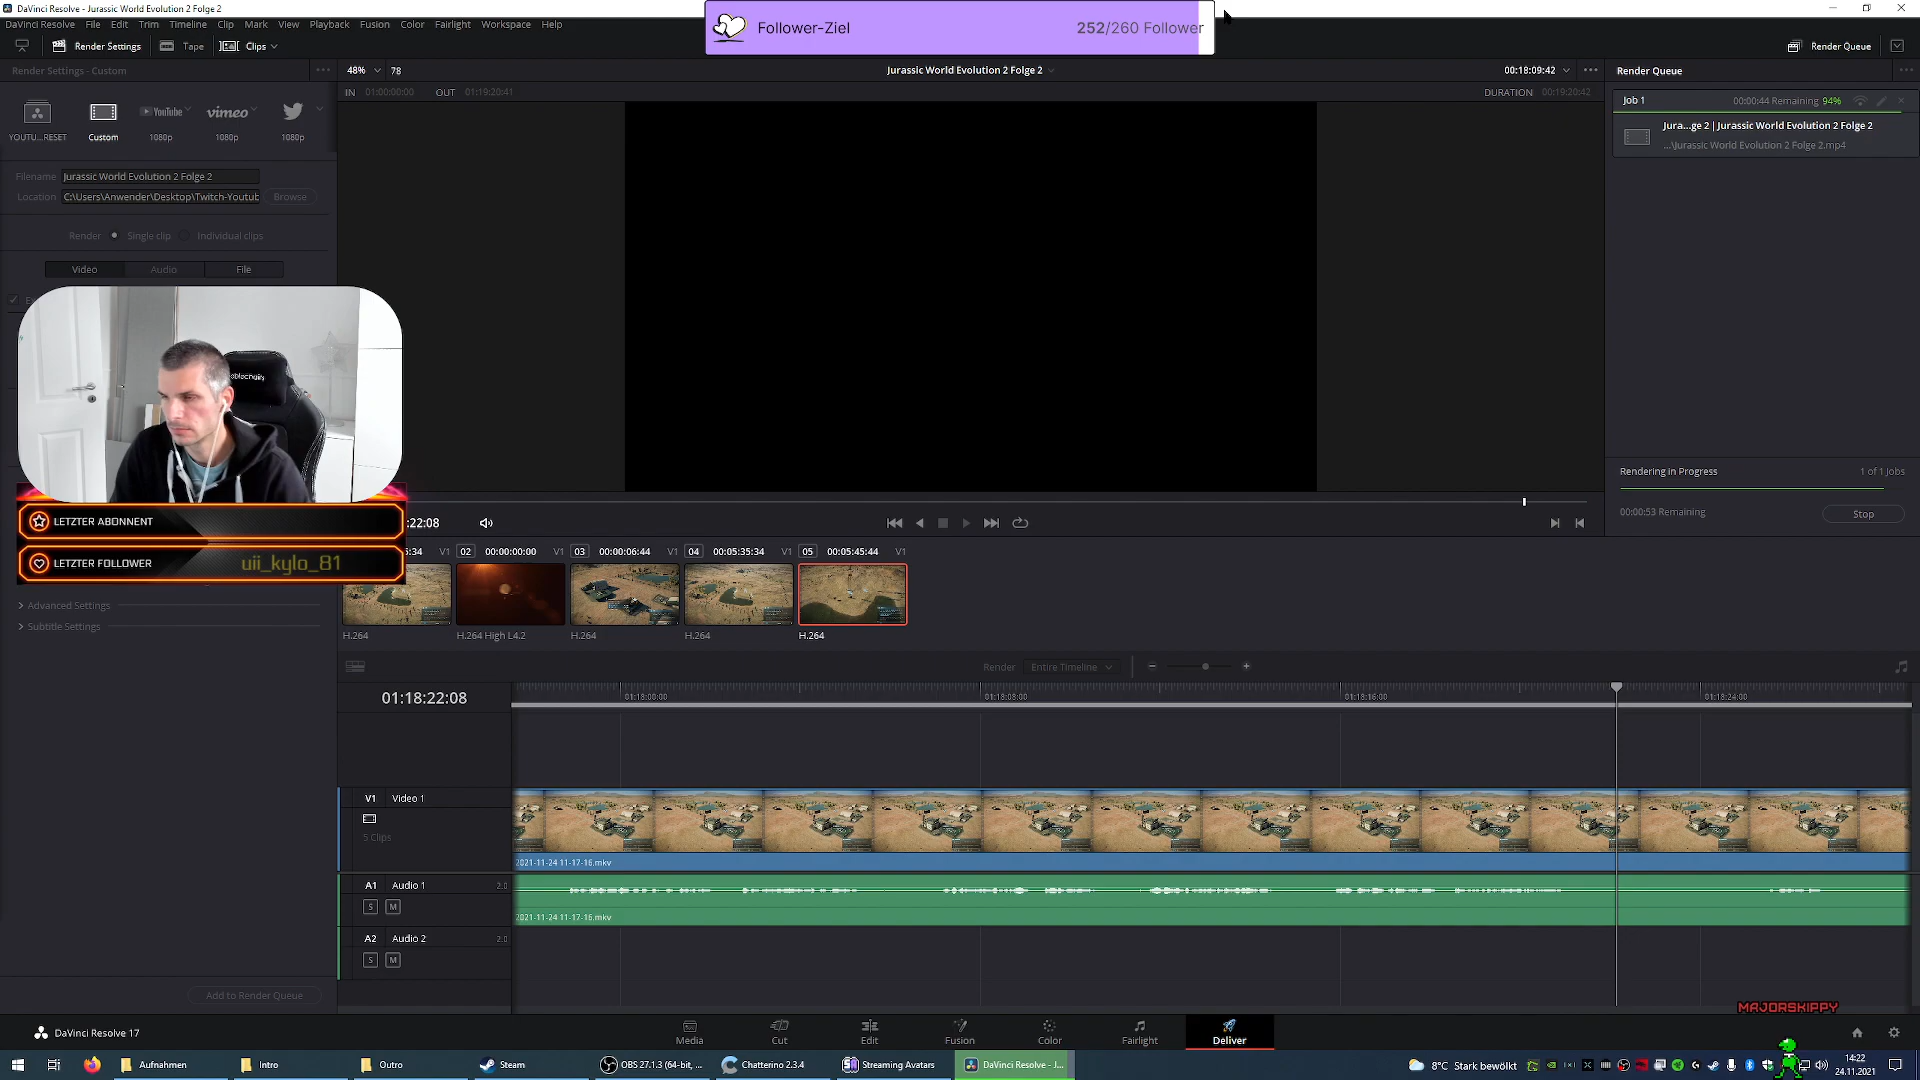 DaVinci Resolve - Jurassic World Evolution 2 Folge 2
DaVinci Resolve File Edit Trim Timeline Clip Mark View Playback Fusion Color Fairlight Workspace Help
Follower-Ziel 252/260 Follower
Render Settings Tape Clips Render Queue
Render Settings - Custom
48% 78 Jurassic World Evolution 2 Folge 2 00:18:09:42
Render Queue
IN 01:00:00:00 OUT 01:19:20:41 DURATION 00:19:20:42
YouTube vimeo
YOUTU...RESET Custom 1080p 1080p 1080p
Job 1 00:00:44 Remaining 94%
Jura...ge 2 | Jurassic World Evolution 2 Folge 2
...\Jurassic World Evolution 2 Folge 2.mp4
Filename Jurassic World Evolution 2 Folge 2
Location C:\Users\Anwender\Desktop\Twitch-Youtub Browse
Render Single clip Individual clips
Video Audio File
LETZTER ABONNENT
LETZTER FOLLOWER uii_kylo_81
Advanced Settings
Subtitle Settings
Add to Render Queue
Rendering in Progress 1 of 1 Jobs
00:00:53 Remaining Stop
:22:08
5:34 V1 02 00:00:00:00 V1 03 00:00:06:44 V1 04 00:05:35:34 V1 05 00:05:45:44 V1
H.264 H.264 High L4.2 H.264 H.264 H.264
Render Entire Timeline
01:18:22:08
01:18:00:00 01:18:08:00 01:18:16:00 01:18:24:00
V1 Video 1
5 Clips
2021-11-24 11-17-16.mkv
A1 Audio 1 2.0
S M
2021-11-24 11-17-16.mkv
A2 Audio 2 2.0
S M
MAJORSKIPPY
DaVinci Resolve 17
Media Cut Edit Fusion Color Fairlight Deliver
Aufnahmen Intro Outro Steam OBS 27.1.3 (64-bit, ... Chatterino 2.3.4 Streaming Avatars DaVinci Resolve - J...
8°C Stark bewölkt
14:22
24.11.2021